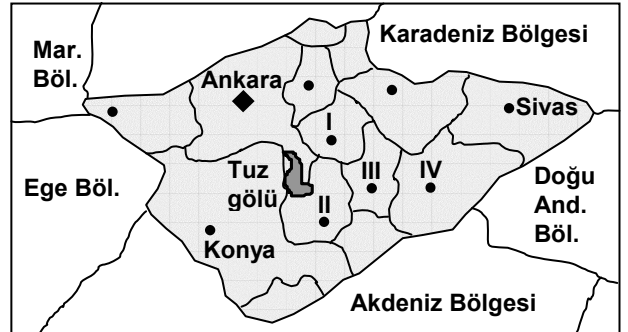 Karadeniz Bölgesi
Mar.
Böl.
Ankara
Sivas
I
Ege Böl.
Tuz
gölü
III
IV
Doğu
And.
Böl.
II
Konya
Akdeniz Bölgesi